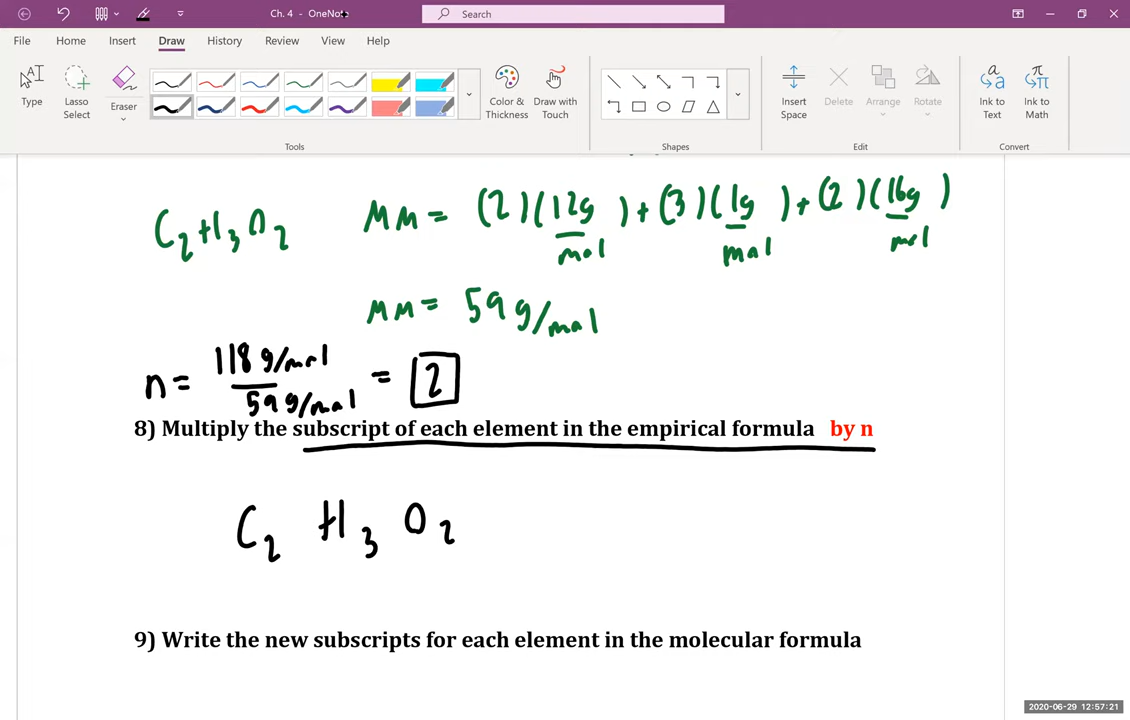 Ch. 4 - OneNote
Search
File Home Insert Draw History Review View Help
Type
Lasso Select
Eraser
Color & Thickness
Draw with Touch
Insert Space
Delete
Arrange
Rotate
Ink to Text
Ink to Math
Tools
Shapes
Edit
Convert
C₂H₃O₂ MM = (2)(12g/mol) + (3)(1g/mol) + (2)(16g/mol)
MM = 59 g/mol
n = 118 g/mol / 59 g/mol = 2
8) Multiply the subscript of each element in the empirical formula by n
C₂ H₃ O₂
9) Write the new subscripts for each element in the molecular formula
2020-06-29 12:57:21